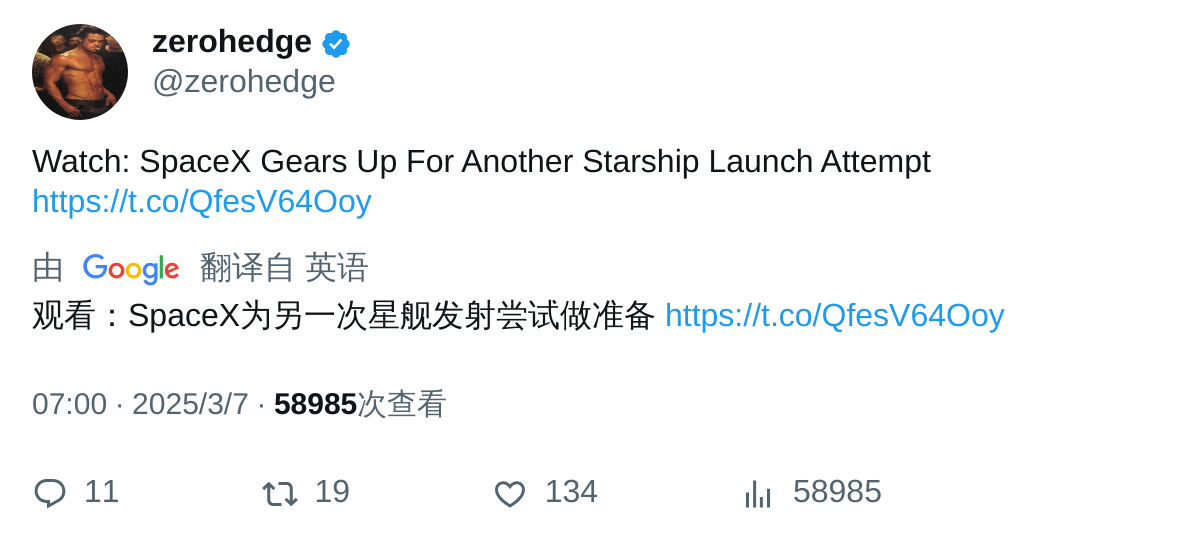 zerohedge
@zerohedge
Watch: SpaceX Gears Up For Another Starship Launch Attempt
https://t.co/QfesV64Ooy
由 Google 翻译自 英语
观看：SpaceX为另一次星舰发射尝试做准备 https://t.co/QfesV64Ooy
07:00 · 2025/3/7 · 58985次查看
11 19 134 58985